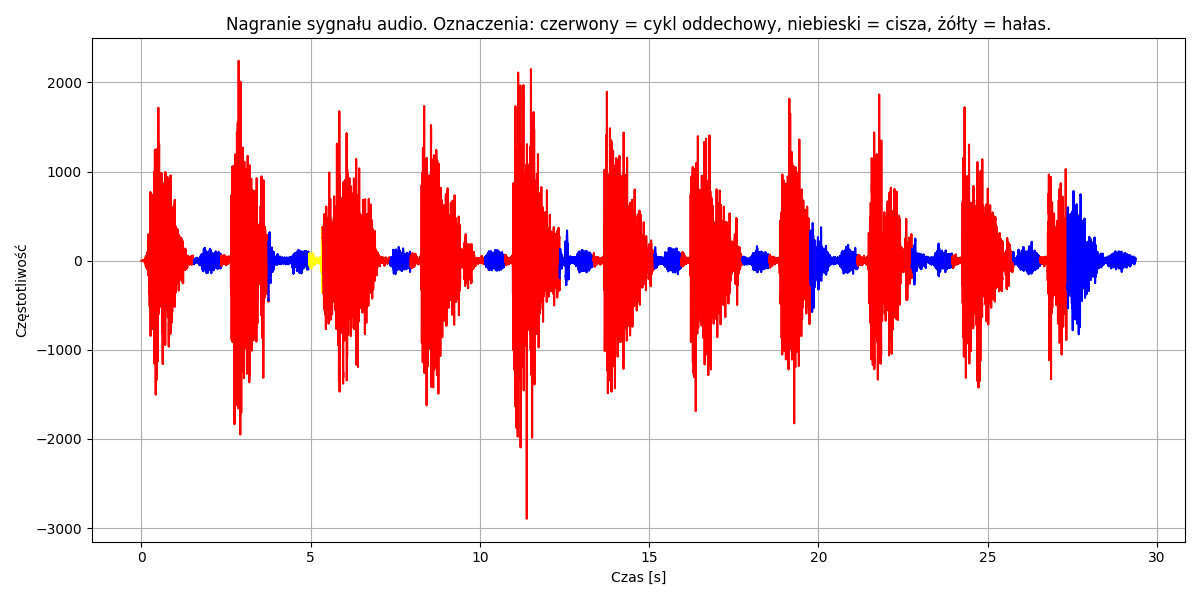 Nagranie sygnału audio. Oznaczenia: czerwony = cykl oddechowy, niebieski = cisza, żółty = hałas.
Częstotliwość
2000
1000
0
−1000
−2000
−3000
0 5 10 15 20 25 30
Czas [s]